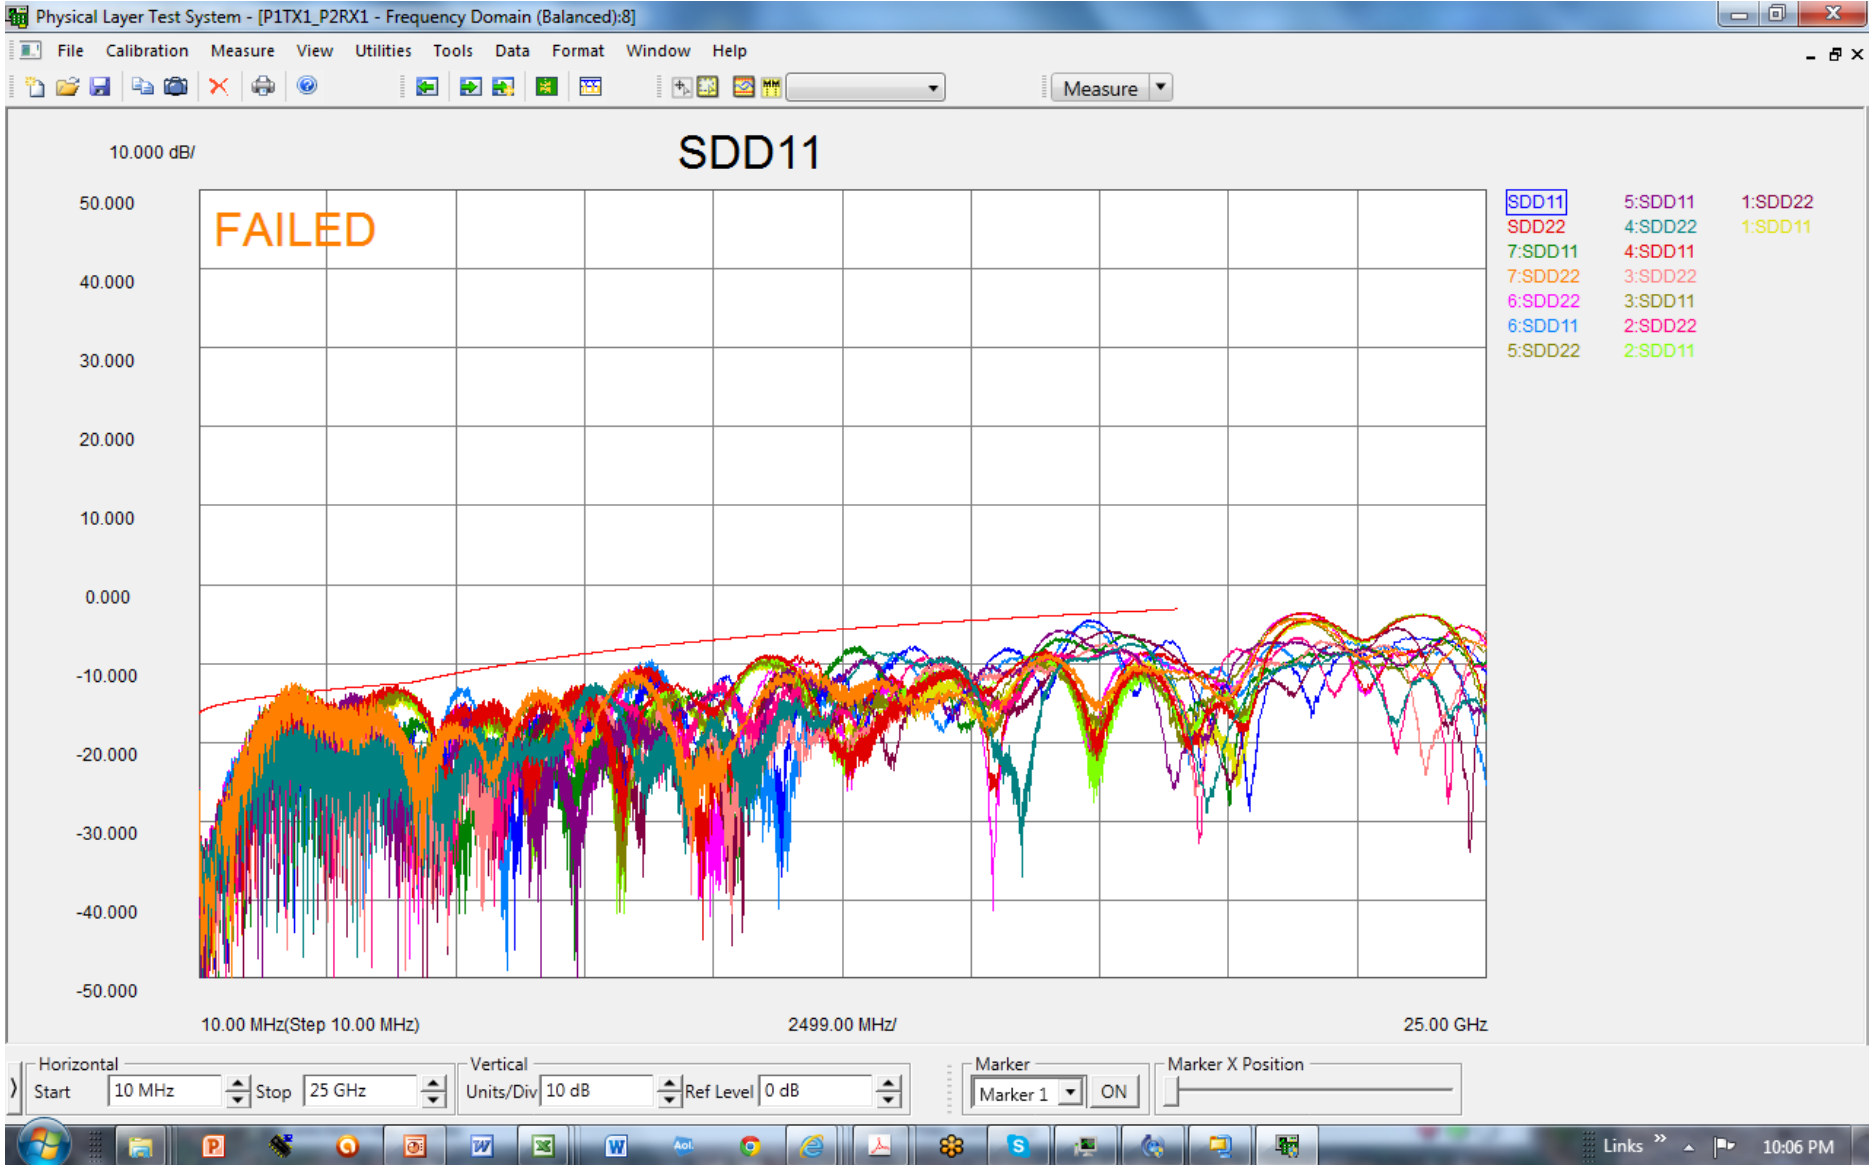 Physical Layer Test System - [P1TX1_P2RX1 - Frequency Domain (Balanced):8]
File Calibration Measure View Utilities Tools Data Format Window Help
Measure
10.000 dB/
SDD11
50.000
40.000
30.000
20.000
10.000
0.000
-10.000
-20.000
-30.000
-40.000
-50.000
FAILED
SDD11 5:SDD11 1:SDD22
SDD22 4:SDD22 1:SDD11
7:SDD11 4:SDD11
7:SDD22 3:SDD22
6:SDD22 3:SDD11
6:SDD11 2:SDD22
5:SDD22 2:SDD11
10.00 MHz(Step 10.00 MHz) 2499.00 MHz/ 25.00 GHz
Horizontal Vertical Marker Marker X Position
Start 10 MHz Stop 25 GHz Units/Div 10 dB Ref Level 0 dB Marker 1 ON
Aol.
Links » 10:06 PM